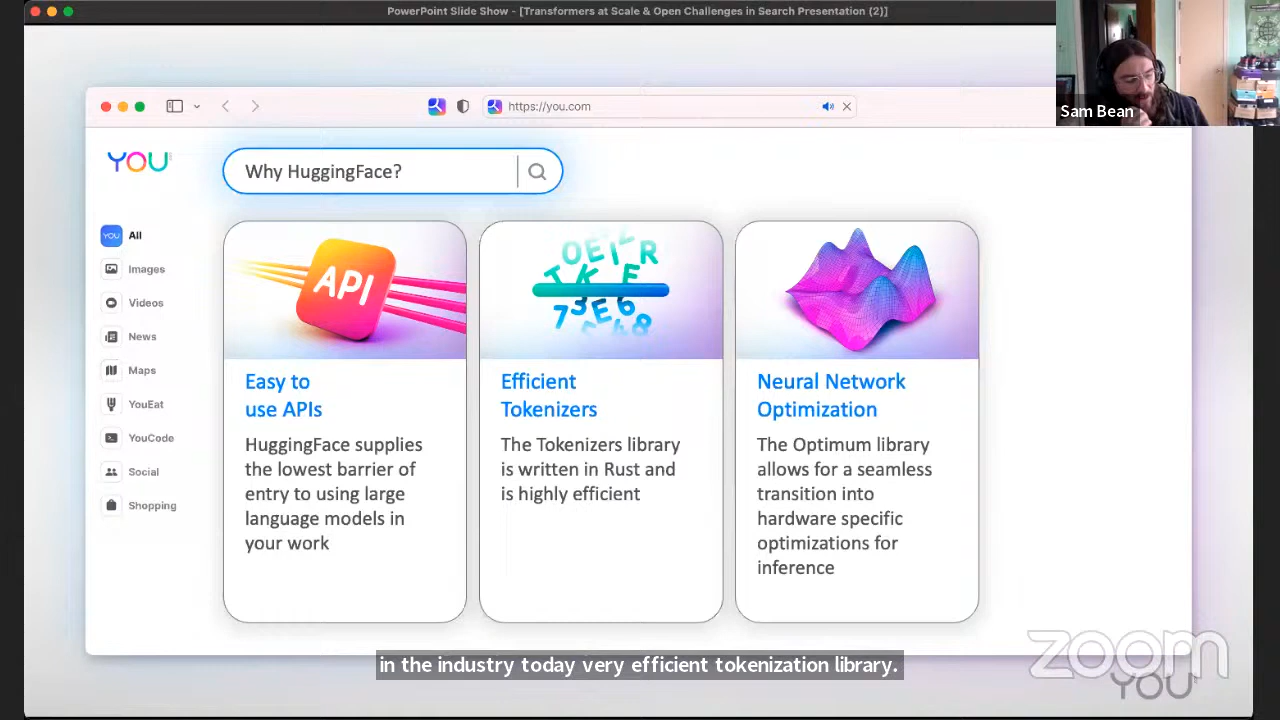 PowerPoint Slide Show - [Transformers at Scale & Open Challenges in Search Presentation (2)]
Sam Bean
https://you.com
YOU
Why HuggingFace?
YOU All
Images
Videos
News
Maps
YouEat
YouCode
Social
Shopping
API
Easy to
use APIs
HuggingFace supplies
the lowest barrier of
entry to using large
language models in
your work
Efficient
Tokenizers
The Tokenizers library
is written in Rust and
is highly efficient
Neural Network
Optimization
The Optimum library
allows for a seamless
transition into
hardware specific
optimizations for
inference
in the industry today very efficient tokenization library.
zoom
YOU